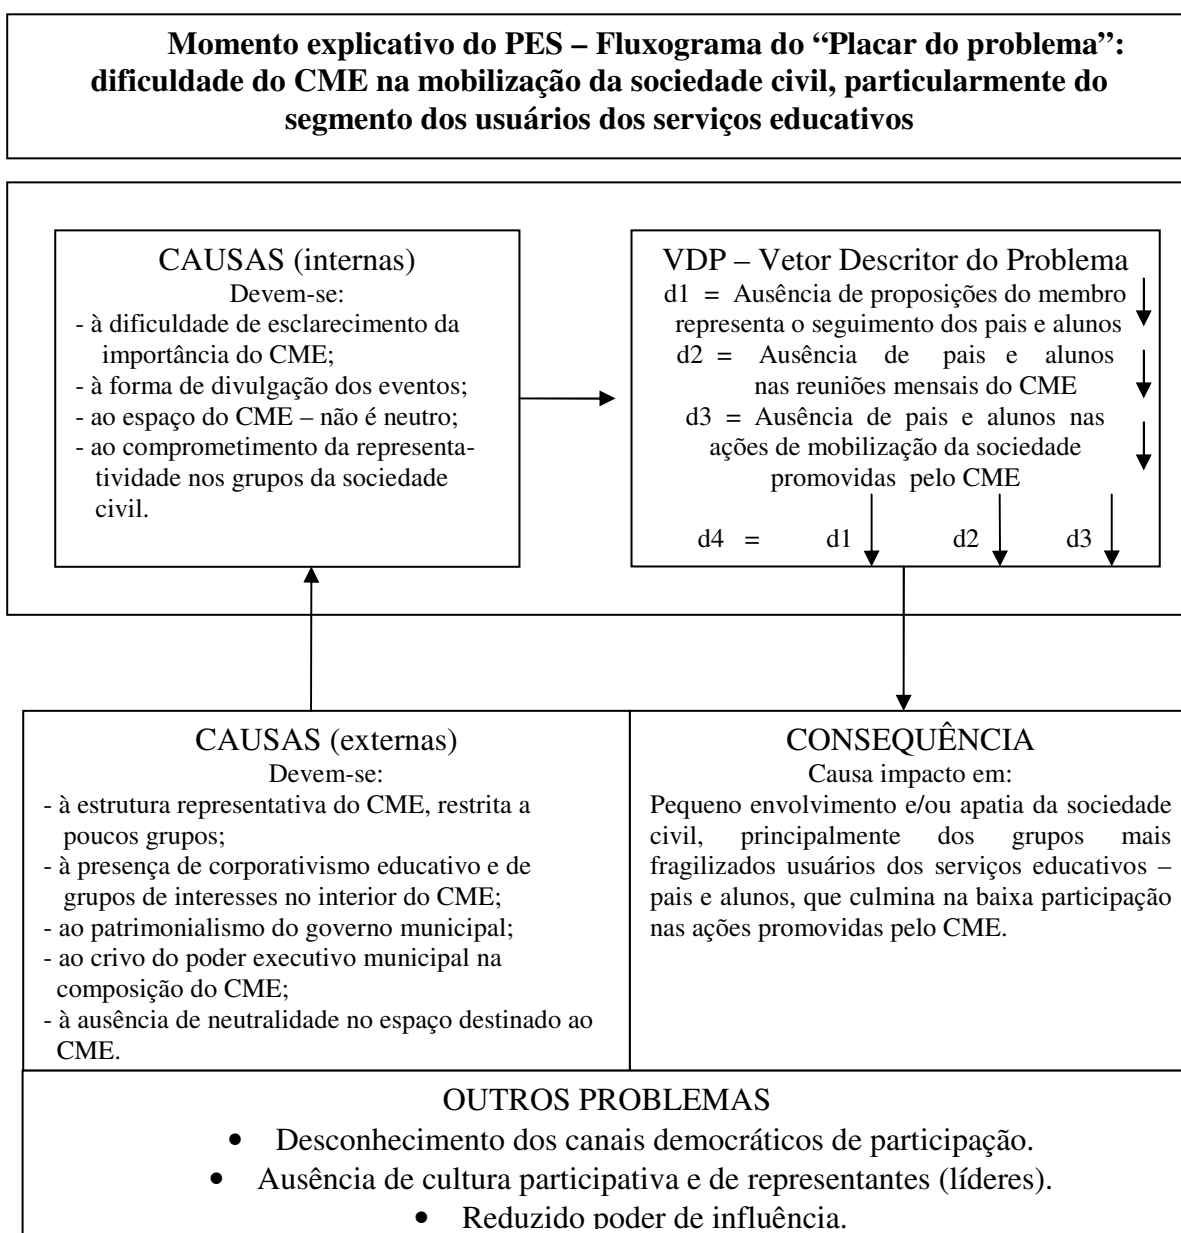 Momento explicativo do PES – Fluxograma do “Placar do problema”:
dificuldade do CME na mobilização da sociedade civil, particularmente do
segmento dos usuários dos serviços educativos
CAUSAS (internas)
Devem-se:
- à dificuldade de esclarecimento da
importância do CME;
- à forma de divulgação dos eventos;
- ao espaço do CME – não é neutro;
- ao comprometimento da representa-
tividade nos grupos da sociedade
civil.
VDP – Vetor Descritor do Problema
d1 = Ausência de proposições do membro
representa o seguimento dos pais e alunos
d2 = Ausência de pais e alunos
nas reuniões mensais do CME
d3 = Ausência de pais e alunos nas
ações de mobilização da sociedade
promovidas pelo CME
d4 = d1 d2 d3
CAUSAS (externas)
Devem-se:
- à estrutura representativa do CME, restrita a
poucos grupos;
- à presença de corporativismo educativo e de
grupos de interesses no interior do CME;
- ao patrimonialismo do governo municipal;
- ao crivo do poder executivo municipal na
composição do CME;
- à ausência de neutralidade no espaço destinado ao
CME.
CONSEQUÊNCIA
Causa impacto em:
Pequeno envolvimento e/ou apatia da sociedade
civil, principalmente dos grupos mais
fragilizados usuários dos serviços educativos –
pais e alunos, que culmina na baixa participação
nas ações promovidas pelo CME.
OUTROS PROBLEMAS
• Desconhecimento dos canais democráticos de participação.
• Ausência de cultura participativa e de representantes (líderes).
• Reduzido poder de influência.